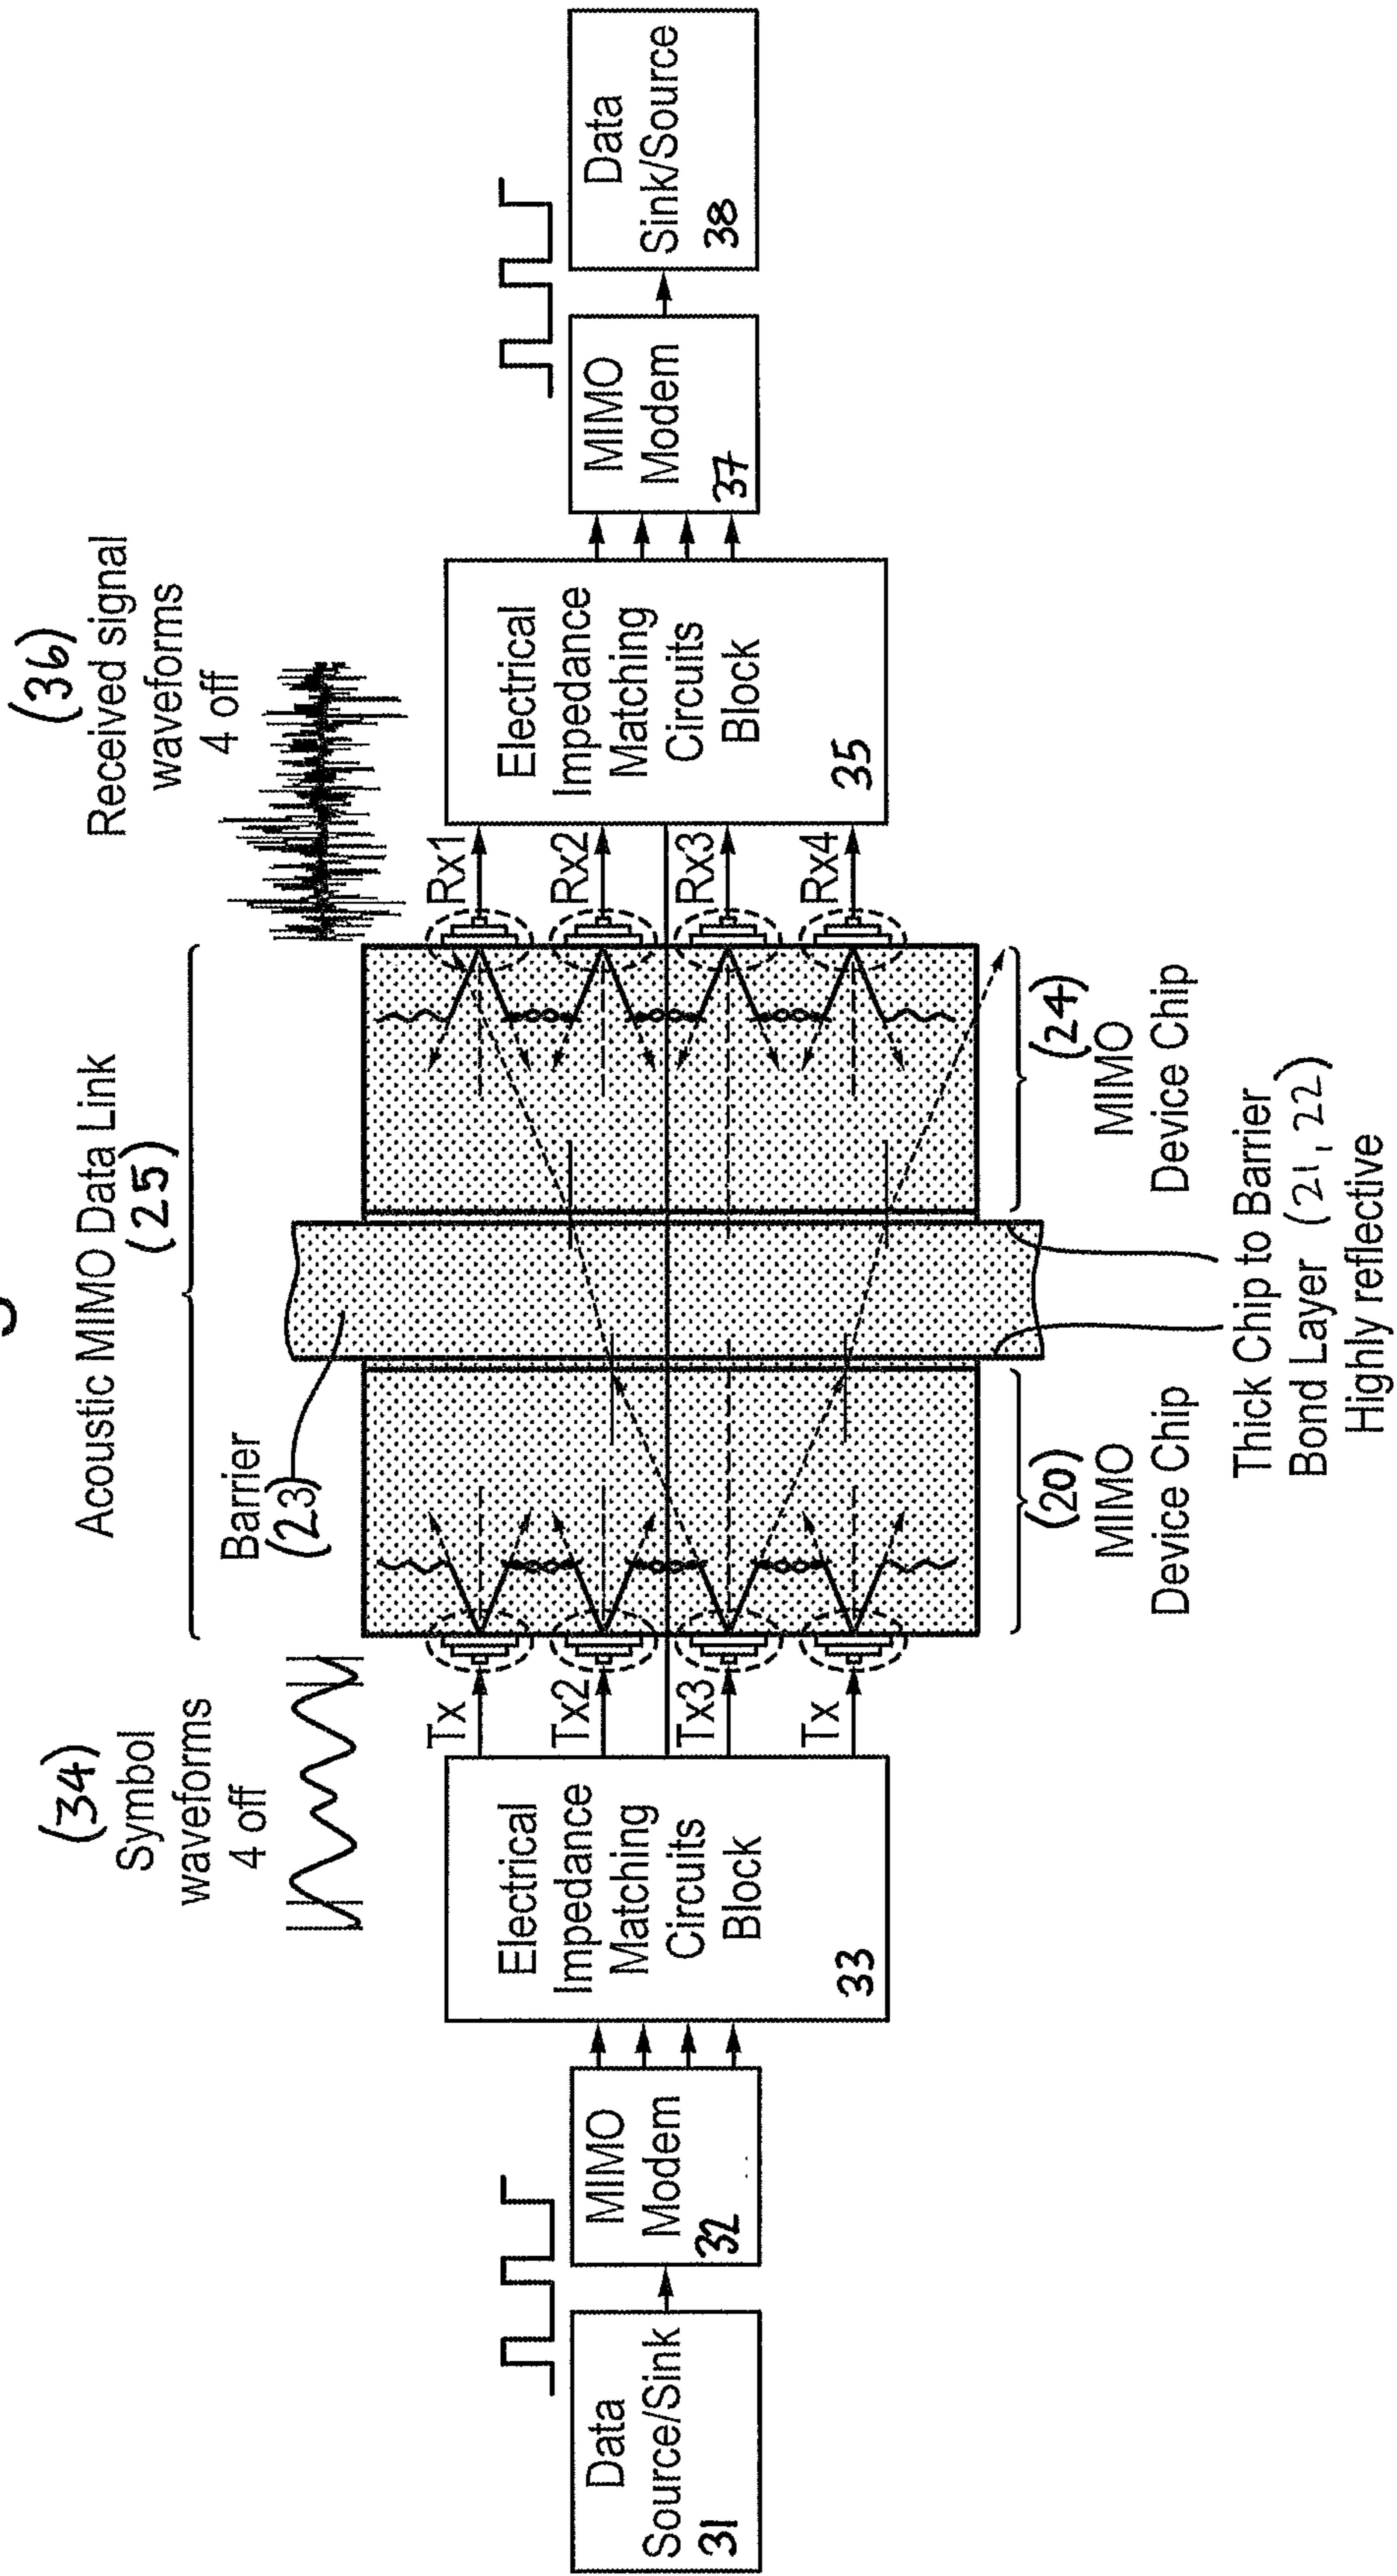 Acoustic MIMO Data Link
(25)
(34)
Symbol
waveforms
4 off
(36)
Received signal
waveforms
4 off
Barrier
(23)
Data
Source/Sink
31
MIMO
Modem
32
Electrical
Impedance
Matching
Circuits
Block
33
Tx
Tx2
Tx3
Tx
Rx1
Rx2
Rx3
Rx4
Electrical
Impedance
Matching
Circuits
Block
35
MIMO
Modem
37
Data
Sink/Source
38
(20)
MIMO
Device Chip
(24)
MIMO
Device Chip
Thick Chip to Barrier
Bond Layer (21, 22)
Highly reflective